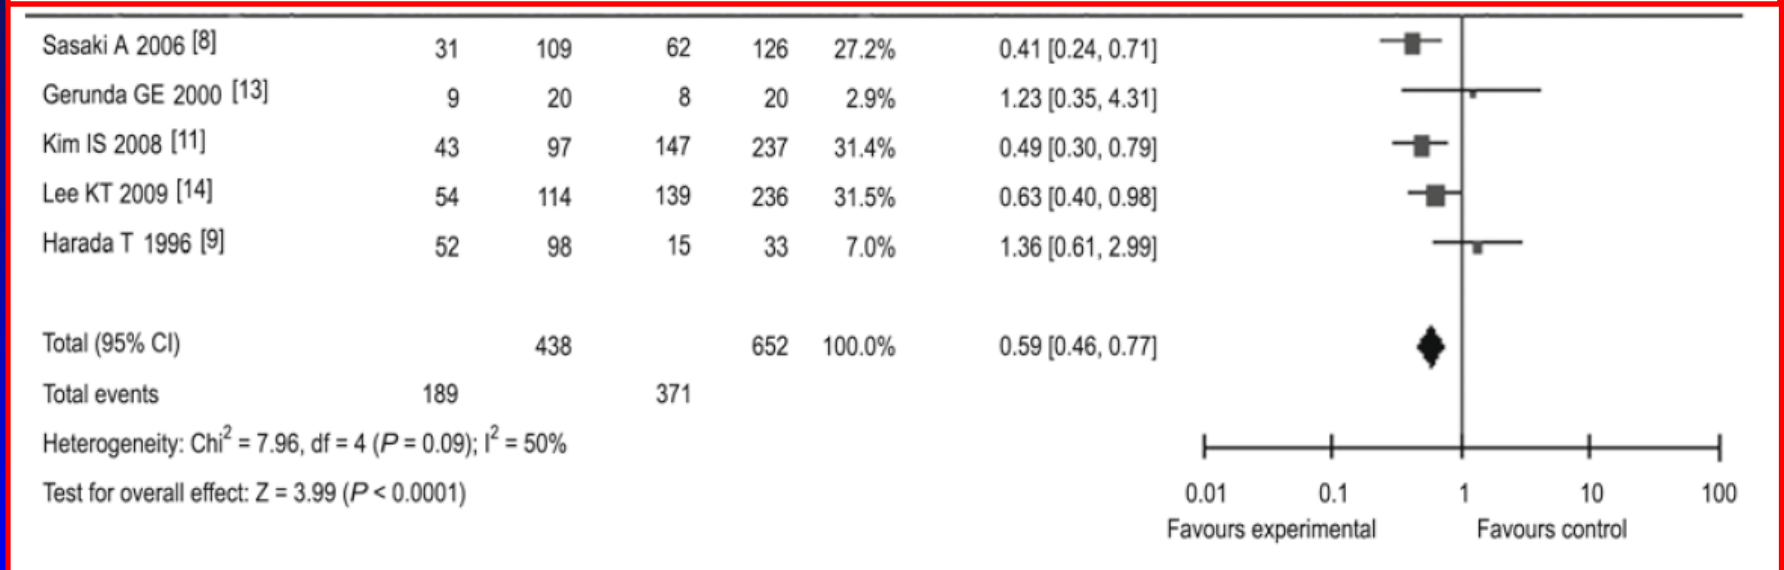 Sasaki A 2006 [8] 31 109 62 126 27.2% 0.41 [0.24, 0.71]
Gerunda GE 2000 [13] 9 20 8 20 2.9% 1.23 [0.35, 4.31]
Kim IS 2008 [11] 43 97 147 237 31.4% 0.49 [0.30, 0.79]
Lee KT 2009 [14] 54 114 139 236 31.5% 0.63 [0.40, 0.98]
Harada T 1996 [9] 52 98 15 33 7.0% 1.36 [0.61, 2.99]
Total (95% CI) 438 652 100.0% 0.59 [0.46, 0.77]
Total events 189 371
Heterogeneity: Chi² = 7.96, df = 4 (P = 0.09); I² = 50%
Test for overall effect: Z = 3.99 (P < 0.0001)
0.01 0.1 1 10 100
Favours experimental Favours control